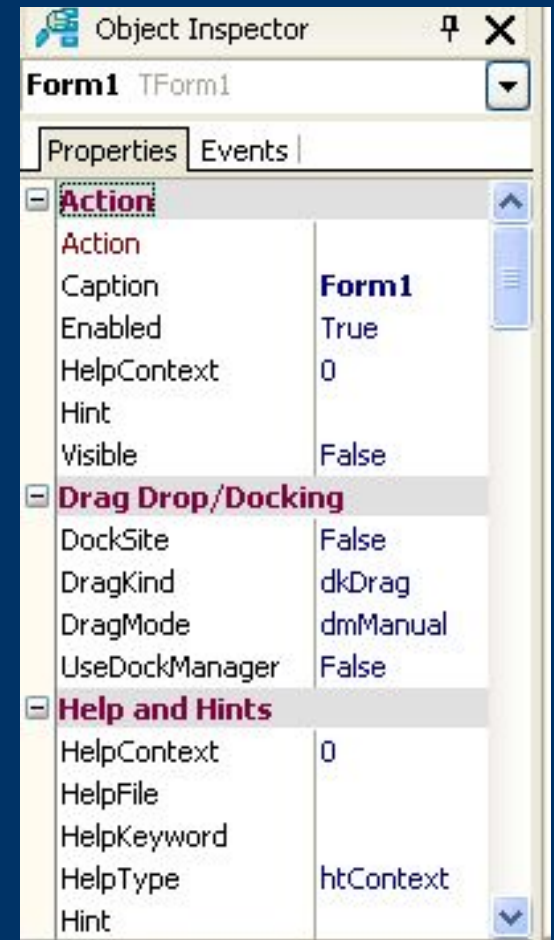 Object Inspector
Form1 TForm1
Properties Events
Action
Action
Caption Form1
Enabled True
HelpContext 0
Hint
Visible False
Drag Drop/Docking
DockSite False
DragKind dkDrag
DragMode dmManual
UseDockManager False
Help and Hints
HelpContext 0
HelpFile
HelpKeyword
HelpType htContext
Hint